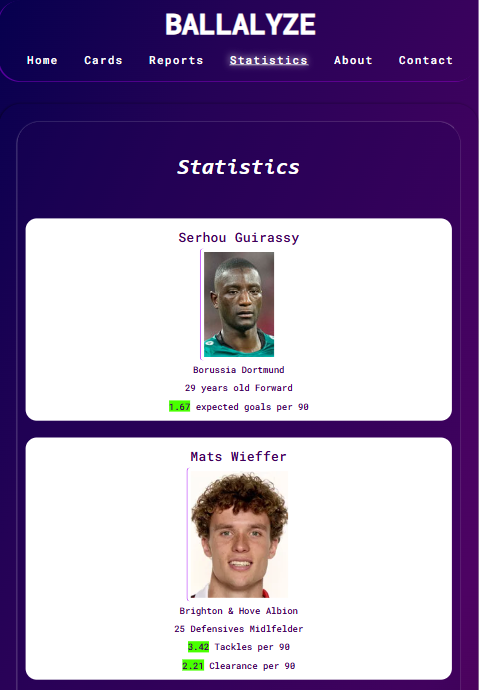 BALLALYZE
Home Cards Reports Statistics About Contact
Statistics
Serhou Guirassy
Borussia Dortmund
29 years old Forward
1.67 expected goals per 90
Mats Wieffer
Brighton & Hove Albion
25 Defensives Midlfelder
3.42 Tackles per 90
2.21 Clearance per 90